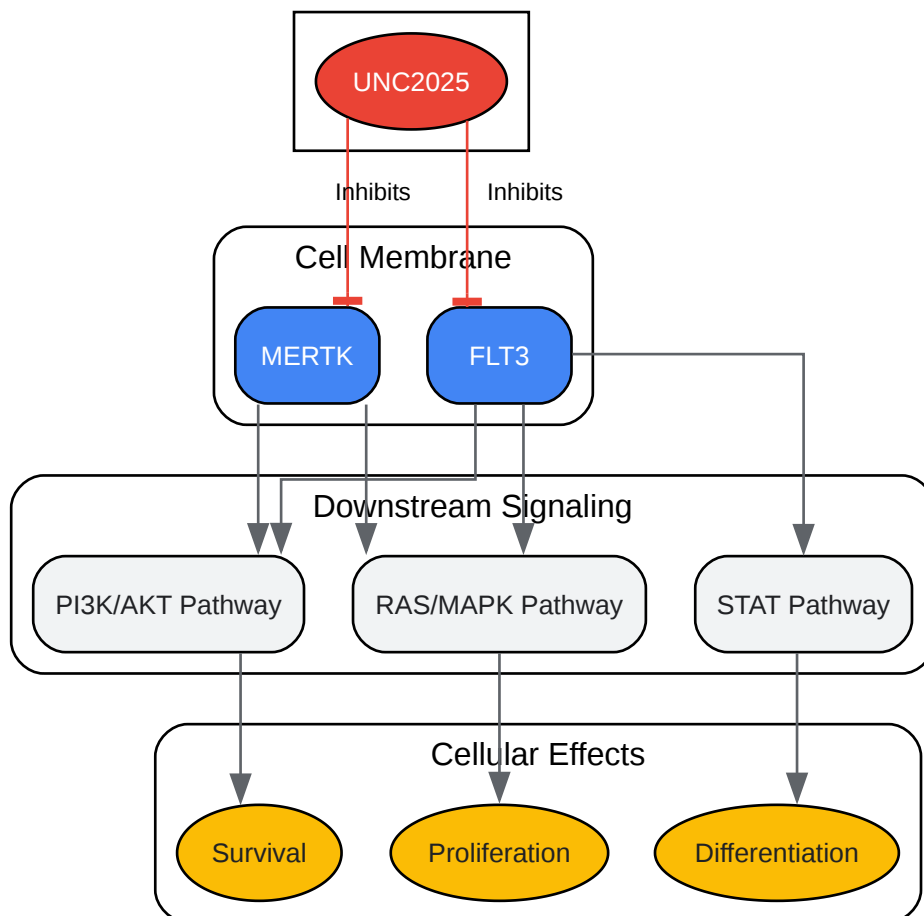 UNC2025
Inhibits
Inhibits
Cell Membrane
MERTK
FLT3
Downstream Signaling
PI3K/AKT Pathway
RAS/MAPK Pathway
STAT Pathway
Cellular Effects
Survival
Proliferation
Differentiation